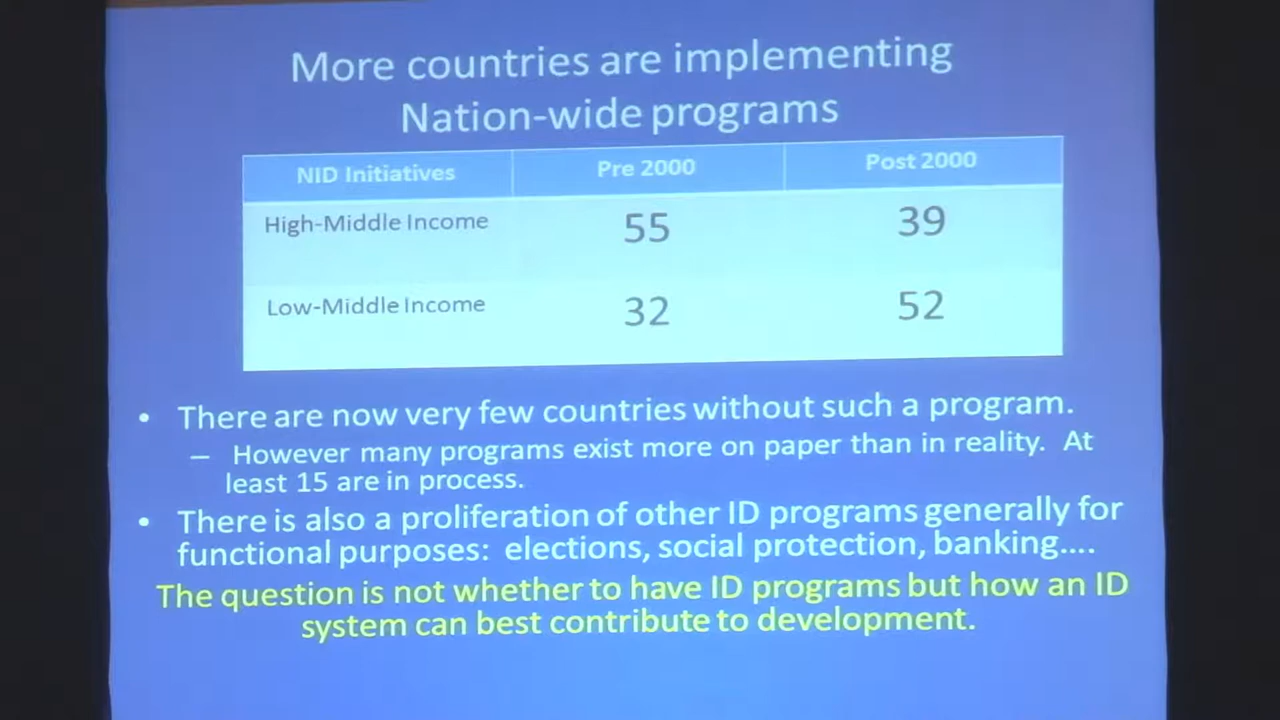 More countries are implementing
Nation-wide programs
NID Initiatives Pre 2000 Post 2000
High-Middle Income 55 39
Low-Middle Income 32 52
• There are now very few countries without such a program.
– However many programs exist more on paper than in reality. At
least 15 are in process.
• There is also a proliferation of other ID programs generally for
functional purposes: elections, social protection, banking....
The question is not whether to have ID programs but how an ID
system can best contribute to development.